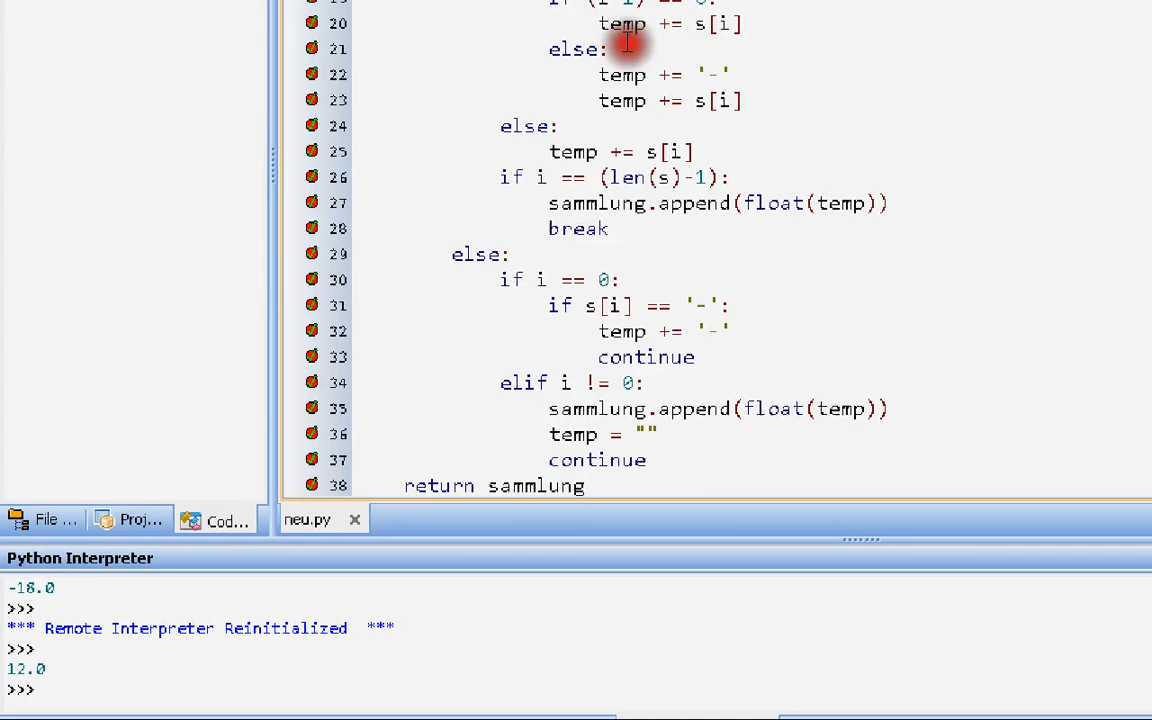 20 temp += s[i]
21 else:
22 temp += '-'
23 temp += s[i]
24 else:
25 temp += s[i]
26 if i == (len(s)-1):
27 sammlung.append(float(temp))
28 break
29 else:
30 if i == 0:
31 if s[i] == '-':
32 temp += '-'
33 continue
34 elif i != 0:
35 sammlung.append(float(temp))
36 temp = ""
37 continue
38 return sammlung
File ... Proj... Cod... neu.py
Python Interpreter
-18.0
>>>
*** Remote Interpreter Reinitialized ***
>>>
12.0
>>>